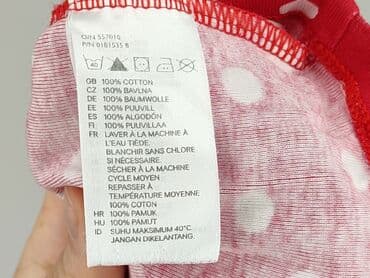 O/N 557010
P/N 0101535 B
GB 100% COTTON
CZ 100% BAVLNA
DE 100% BAUMWOLLE
EE 100% PUUVILL
ES 100% ALGODÓN
FI 100% PUUVILLAA
FR LAVER À LA MACHINE À
L'EAU TIÈDE.
BLANCHIR SANS CHLORE
SI NÉCESSAIRE.
SÉCHER À LA MACHINE
CYCLE MOYEN
REPASSER À
TEMPÉRATURE MOYENNE
100% COTON
HR 100% PAMUK
HU 100% PAMUT
ID SUHU MAKSIMUM 40°C.
JANGAN DIKELANTANG.